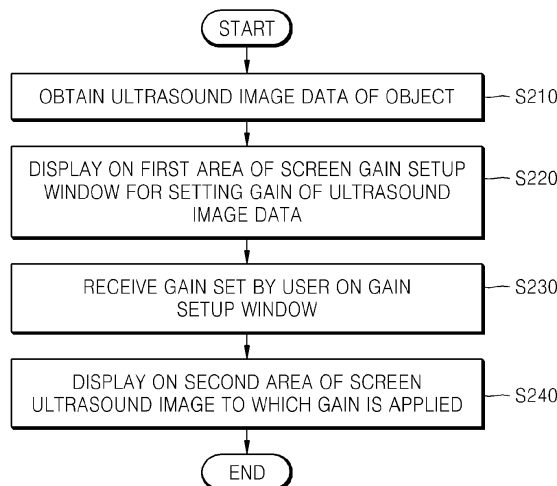 START
OBTAIN ULTRASOUND IMAGE DATA OF OBJECT
S210
DISPLAY ON FIRST AREA OF SCREEN GAIN SETUP
WINDOW FOR SETTING GAIN OF ULTRASOUND
IMAGE DATA
S220
RECEIVE GAIN SET BY USER ON GAIN
SETUP WINDOW
S230
DISPLAY ON SECOND AREA OF SCREEN
ULTRASOUND IMAGE TO WHICH GAIN IS APPLIED
S240
END